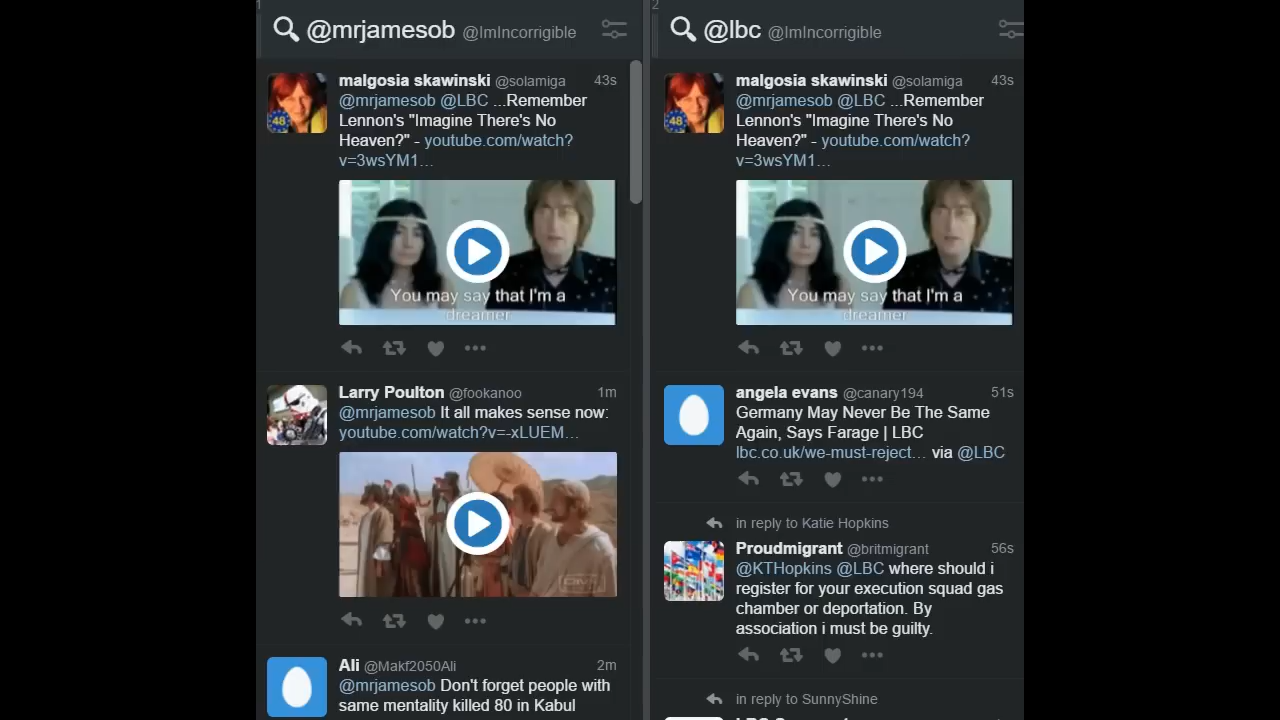 1
@mrjamesob @ImIncorrigible
malgosia skawinski @solamiga 43s
@mrjamesob @LBC ...Remember
Lennon's "Imagine There's No
Heaven?" - youtube.com/watch?
v=3wsYM1…
48
You may say that I'm a
dreamer
Larry Poulton @fookanoo 1m
@mrjamesob It all makes sense now:
youtube.com/watch?v=-xLUEM…
Ali @Makf2050Ali 2m
@mrjamesob Don't forget people with
same mentality killed 80 in Kabul
2
@lbc @ImIncorrigible
malgosia skawinski @solamiga 43s
@mrjamesob @LBC ...Remember
Lennon's "Imagine There's No
Heaven?" - youtube.com/watch?
v=3wsYM1…
48
You may say that I'm a
dreamer
angela evans @canary194 51s
Germany May Never Be The Same
Again, Says Farage | LBC
lbc.co.uk/we-must-reject… via @LBC
in reply to Katie Hopkins
Proudmigrant @britmigrant 56s
@KTHopkins @LBC where should i
register for your execution squad gas
chamber or deportation. By
association i must be guilty.
in reply to SunnyShine